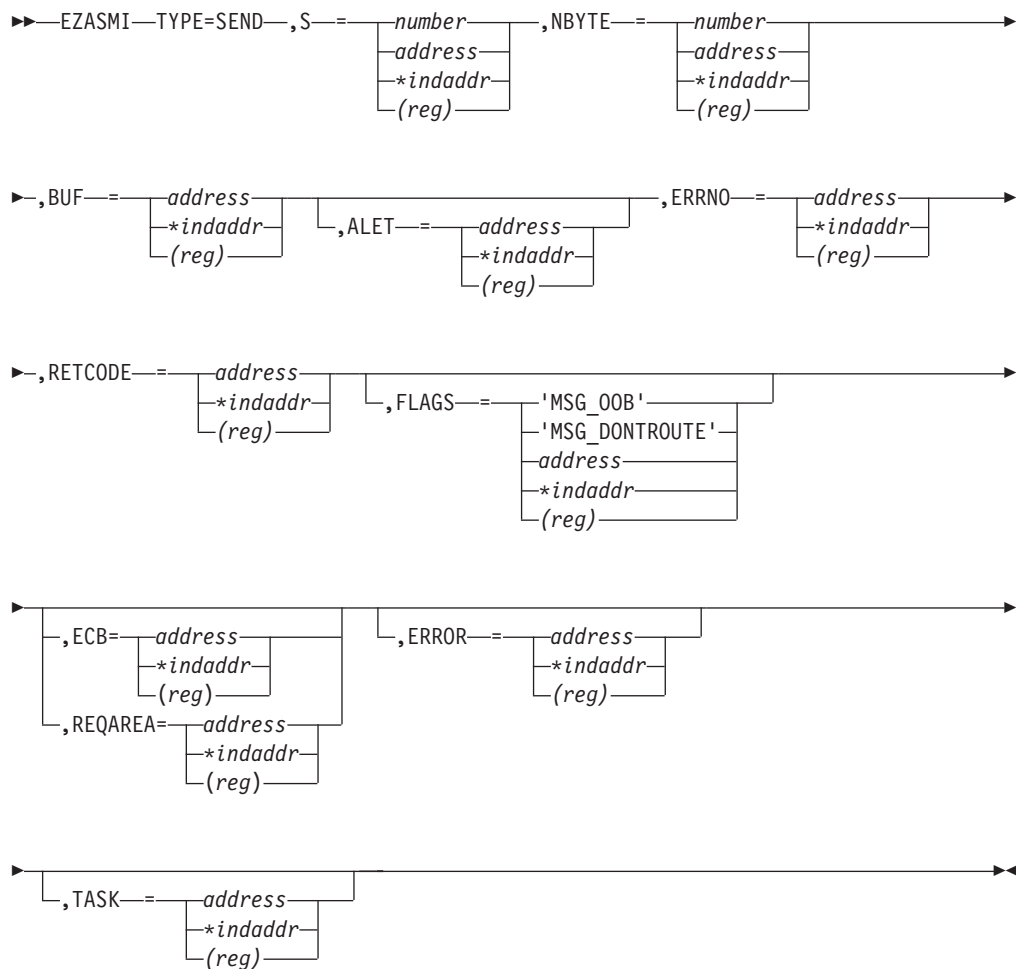 EZASMI TYPE=SEND ,S = number ,NBYTE = number
address address
*indaddr *indaddr
(reg) (reg)
,BUF = address ,ERRNO = address
*indaddr ,ALET = address *indaddr
(reg) *indaddr (reg)
(reg)
,RETCODE = address
*indaddr ,FLAGS = 'MSG_OOB'
(reg) 'MSG_DONTROUTE'
address
*indaddr
(reg)
,ECB= address ,ERROR = address
*indaddr *indaddr
(reg) (reg)
,REQAREA= address
*indaddr
(reg)
,TASK = address
*indaddr
(reg)